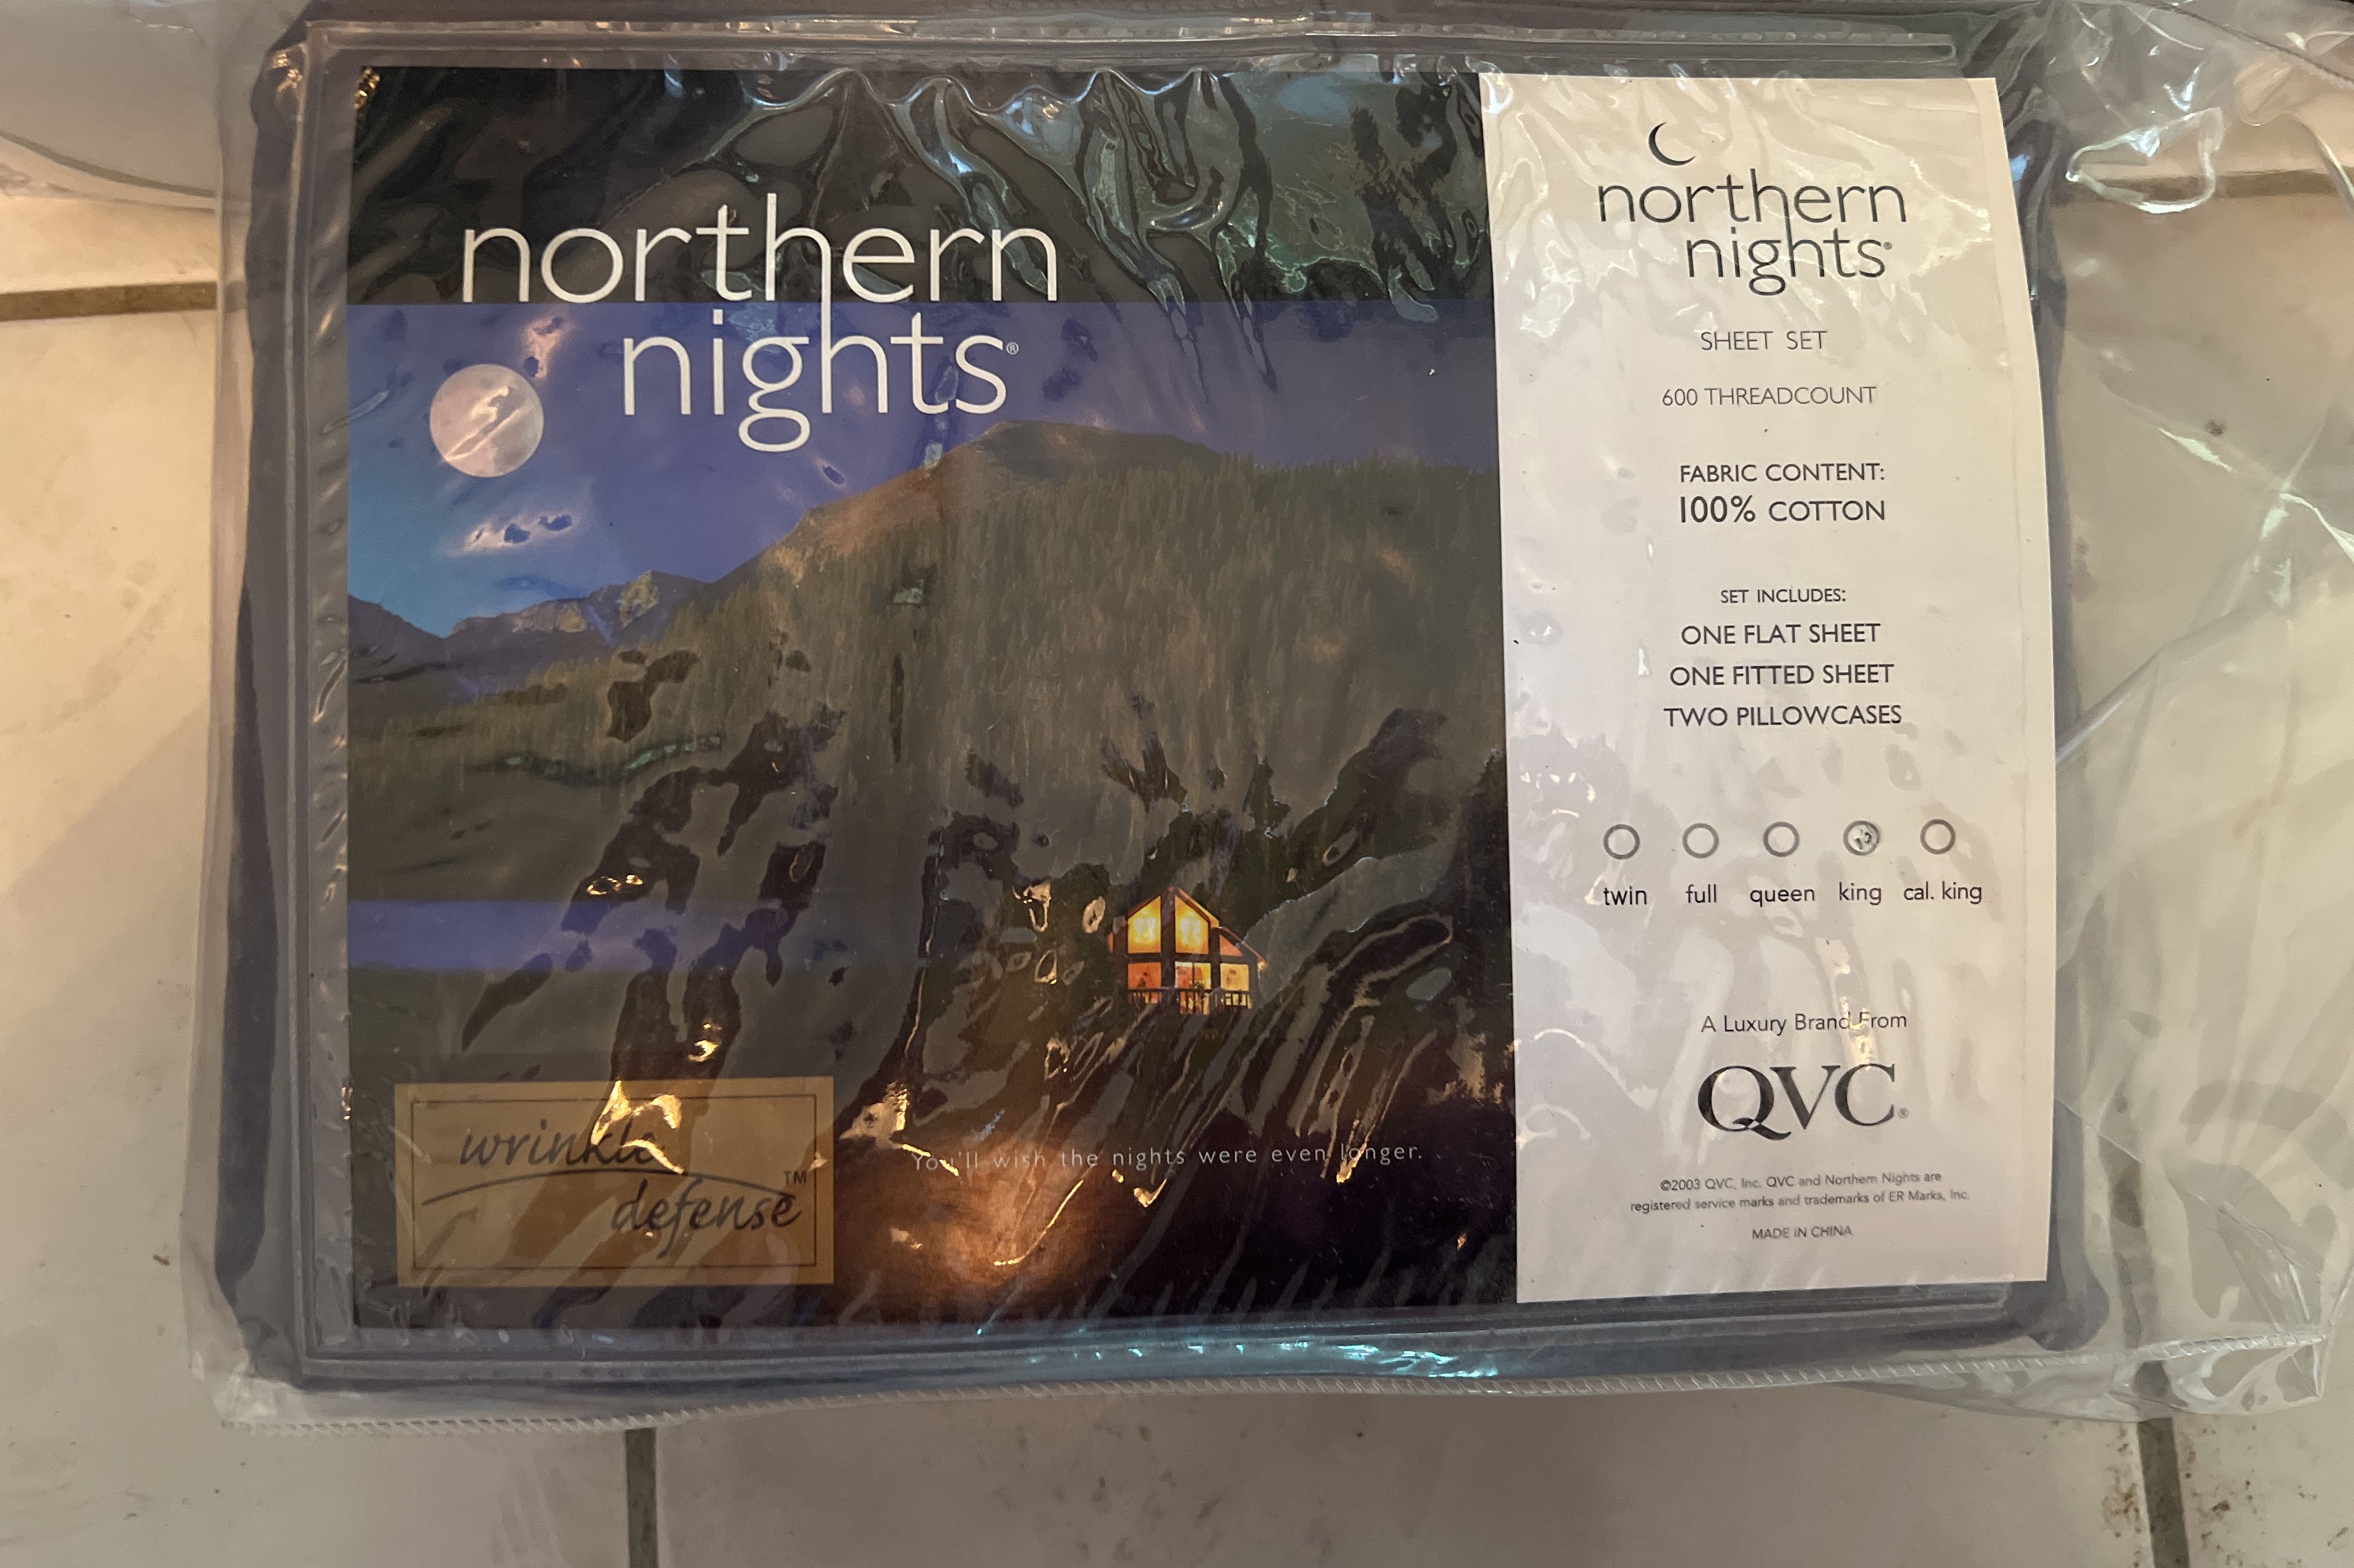 northern
nights®
wrinkle
defense™
You'll wish the nights were even longer.
northern
nights®
SHEET SET
600 THREADCOUNT
FABRIC CONTENT:
100% COTTON
SET INCLUDES:
ONE FLAT SHEET
ONE FITTED SHEET
TWO PILLOWCASES
twin full queen king cal. king
A Luxury Brand From
QVC®
©2003 QVC, Inc. QVC and Northern Nights are
registered service marks and trademarks of ER Marks, Inc.
MADE IN CHINA